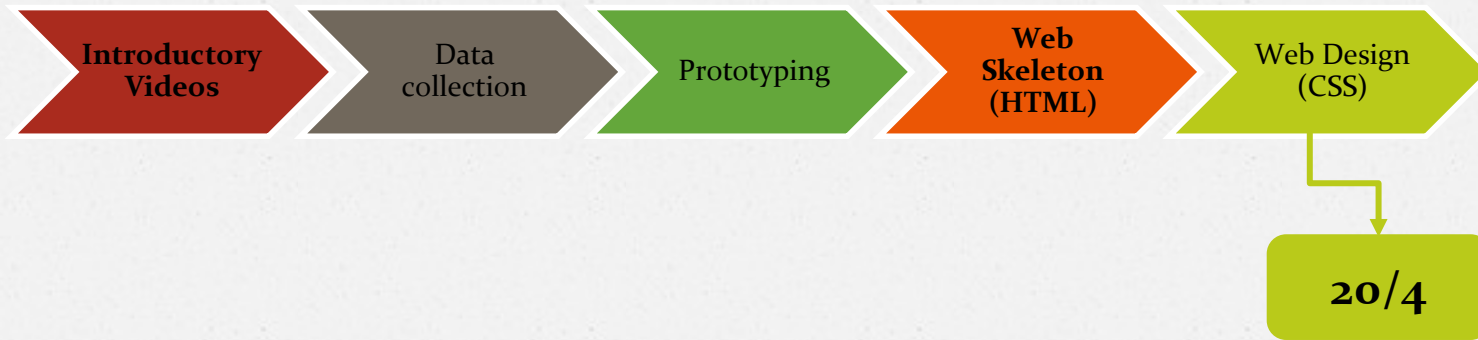 Introductory
Videos
Data
collection
Prototyping
Web
Skeleton
(HTML)
Web Design
(CSS)
20/4